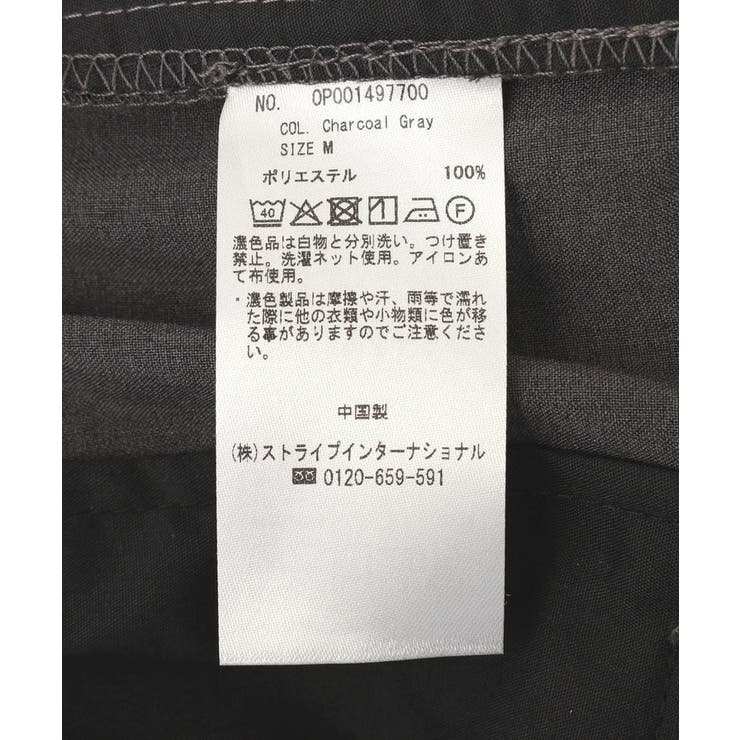 NO. OP001497700
COL. Charcoal Gray
SIZE M
ポリエステル 100%
40 F
濃色品は白物と分別洗い。つけ置き
禁止。洗濯ネット使用。アイロンあ
て布使用。
・濃色製品は摩擦や汗、雨等で濡れ
た際に他の衣類や小物類に色が移
る事がありますのでご注意くださ
い。
中国製
(株)ストライプインターナショナル
0120-659-591